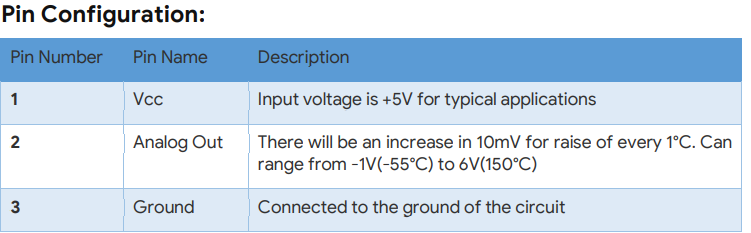 Pin Configuration:
Pin Number Pin Name Description
1 Vcc Input voltage is +5V for typical applications
2 Analog Out There will be an increase in 10mV for raise of every 1°C. Can
range from -1V(-55°C) to 6V(150°C)
3 Ground Connected to the ground of the circuit